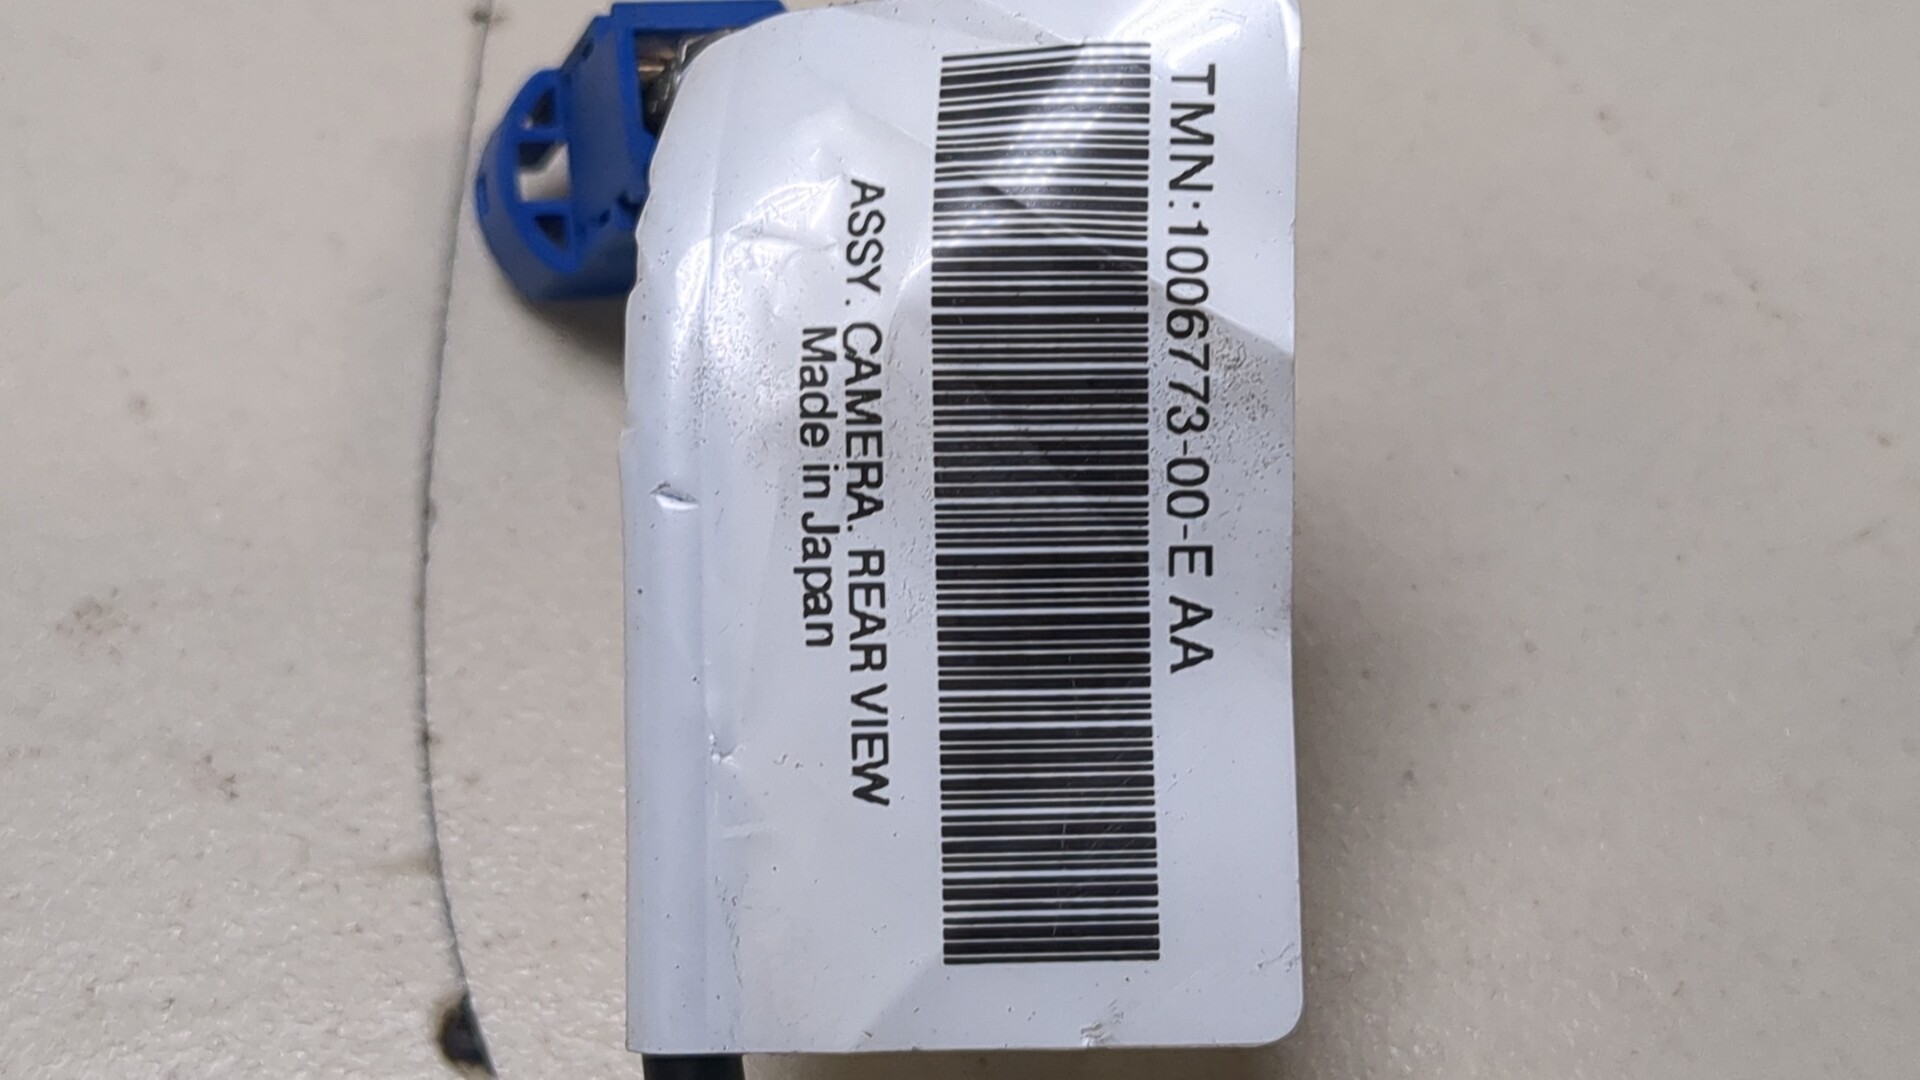 TMN:1006773-00-E AA
ASSY. CAMERA. REAR VIEW
Made in Japan